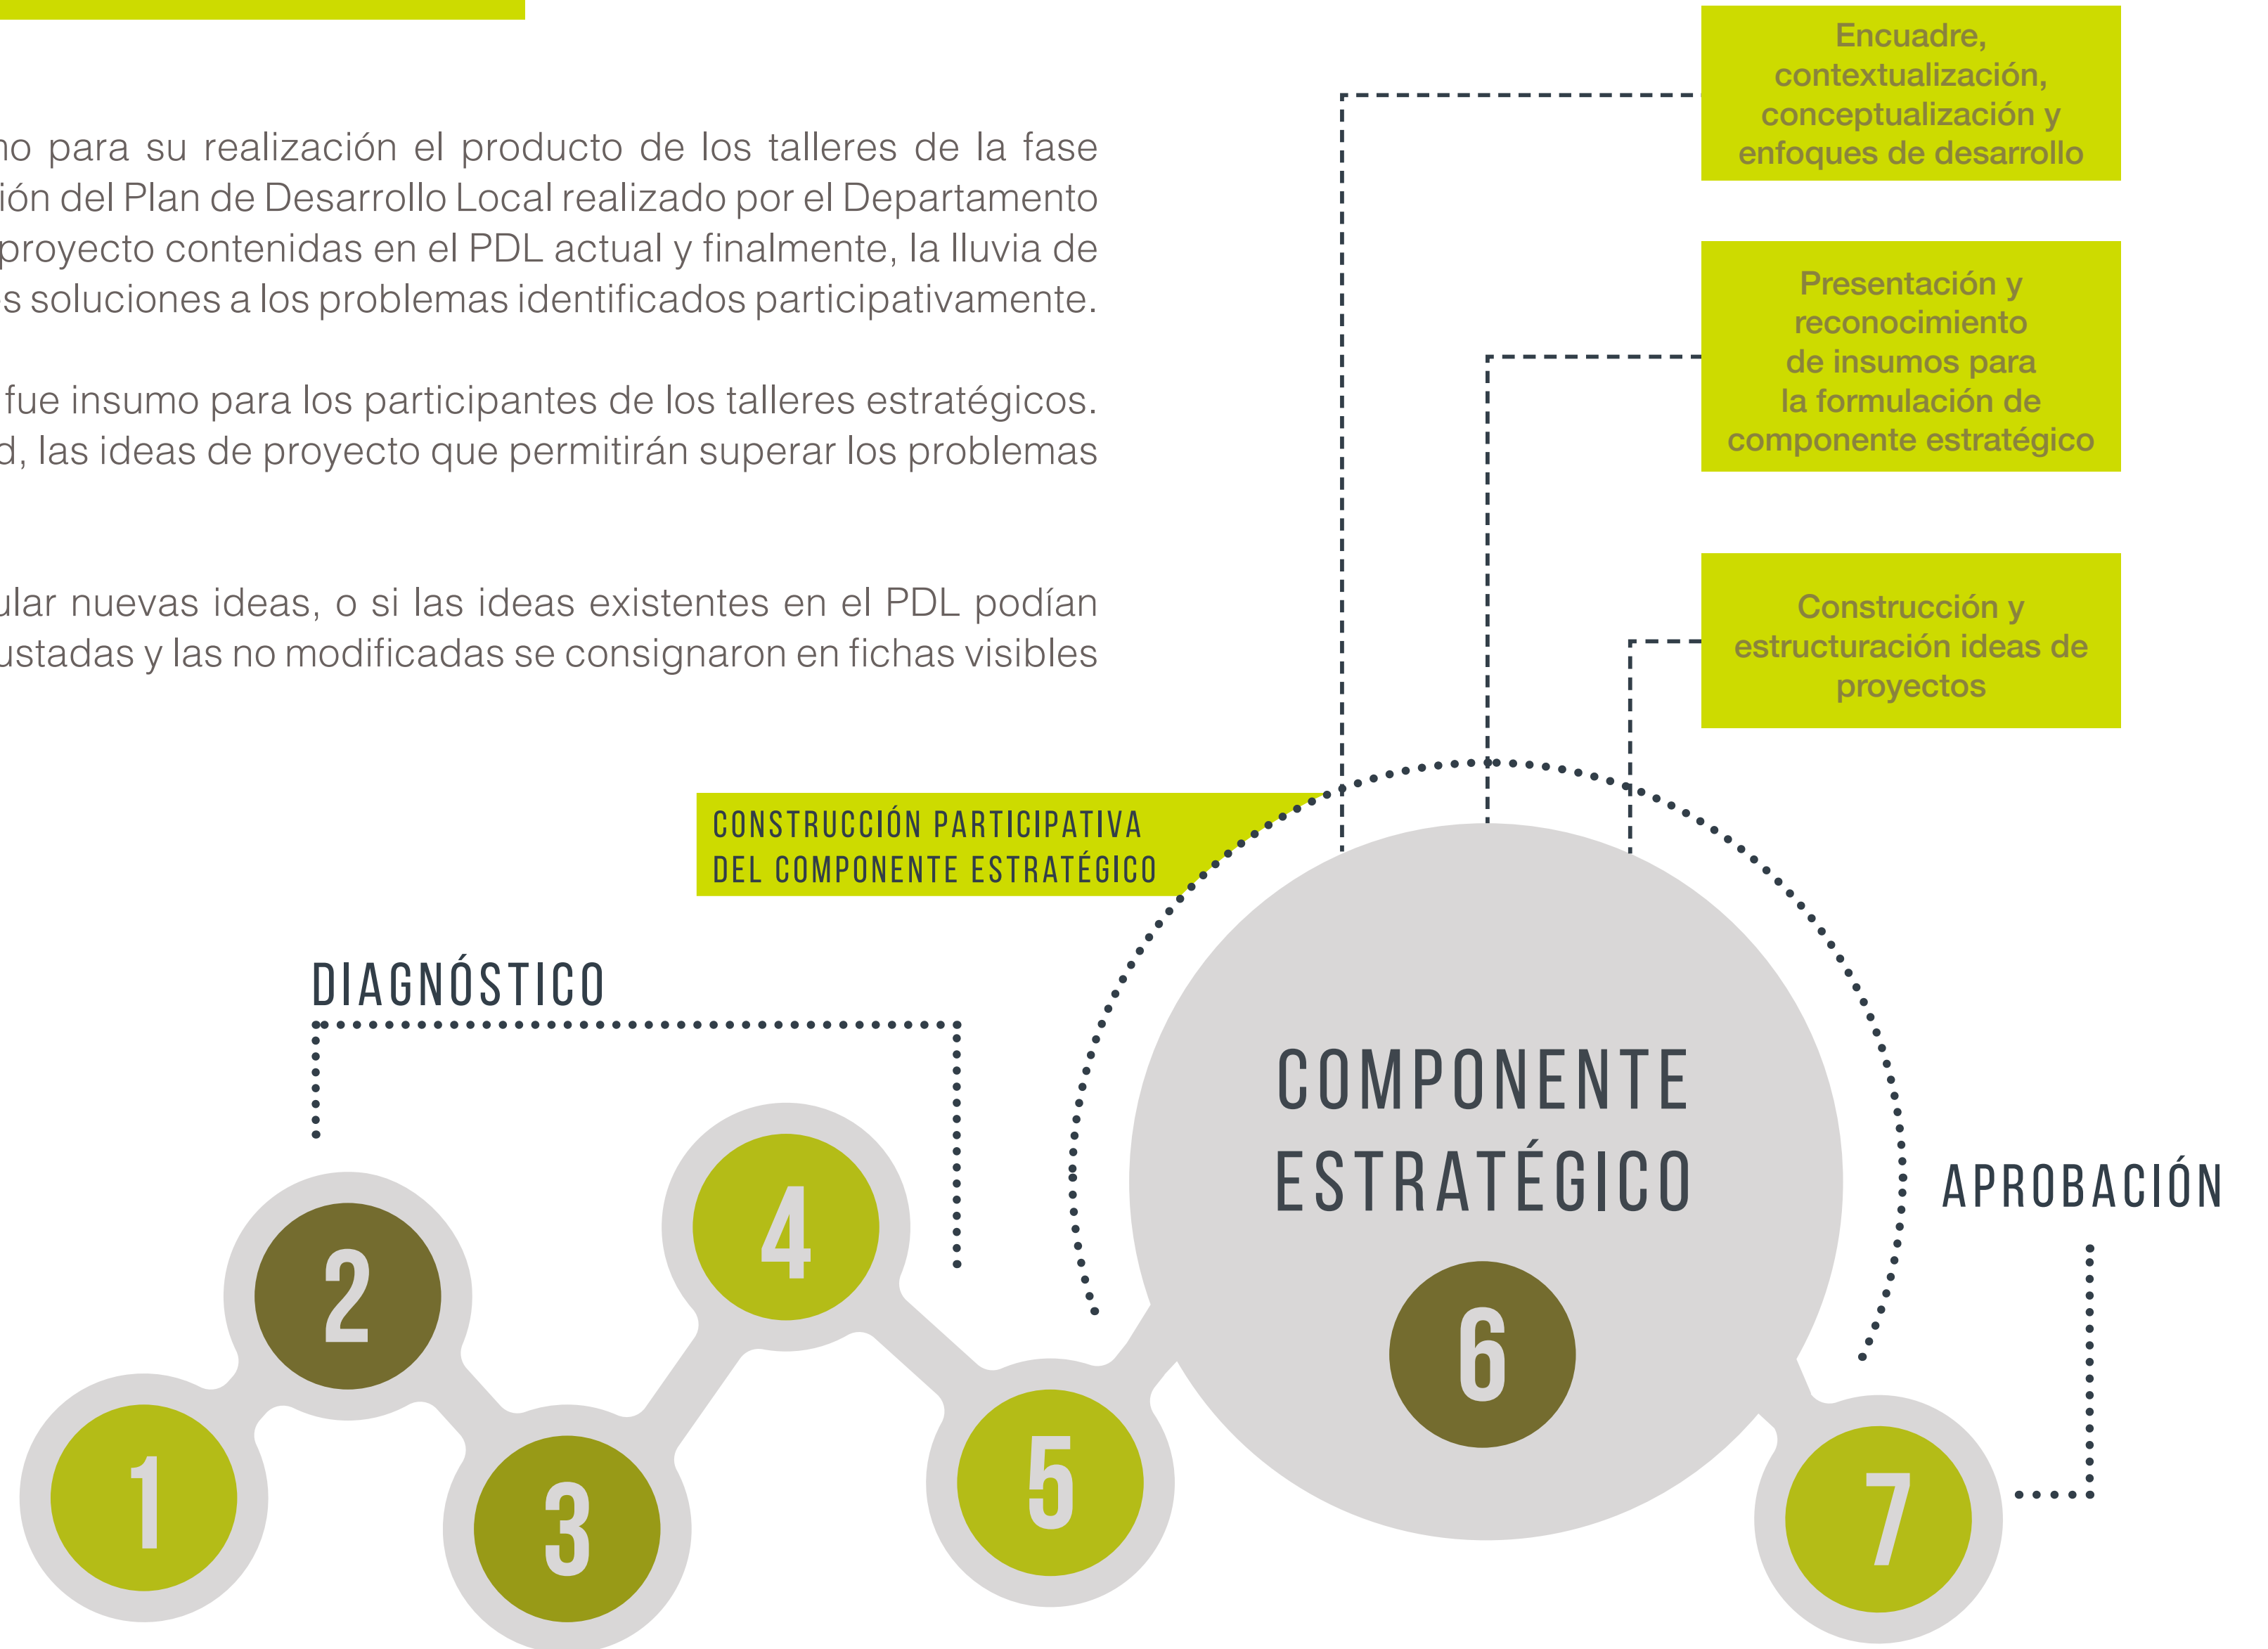 para su realización el producto de los talleres de la fase
del Plan de Desarrollo Local realizado por el Departamento
proyecto contenidas en el PDL actual y finalmente, la lluvia de
soluciones a los problemas identificados participativamente.
fue insumo para los participantes de los talleres estratégicos.
las ideas de proyecto que permitirán superar los problemas
nuevas ideas, o si las ideas existentes en el PDL podían
y las no modificadas se consignaron en fichas visibles
Encuadre,
contextualización,
conceptualización y
enfoques de desarrollo
Presentación y
reconocimiento
de insumos para
la formulación de
componente estratégico
Construcción y
estructuración ideas de
proyectos
CONSTRUCCIÓN PARTICIPATIVA
DEL COMPONENTE ESTRATÉGICO
DIAGNÓSTICO
COMPONENTE
ESTRATÉGICO
APROBACIÓN
1
2
3
4
5
6
7